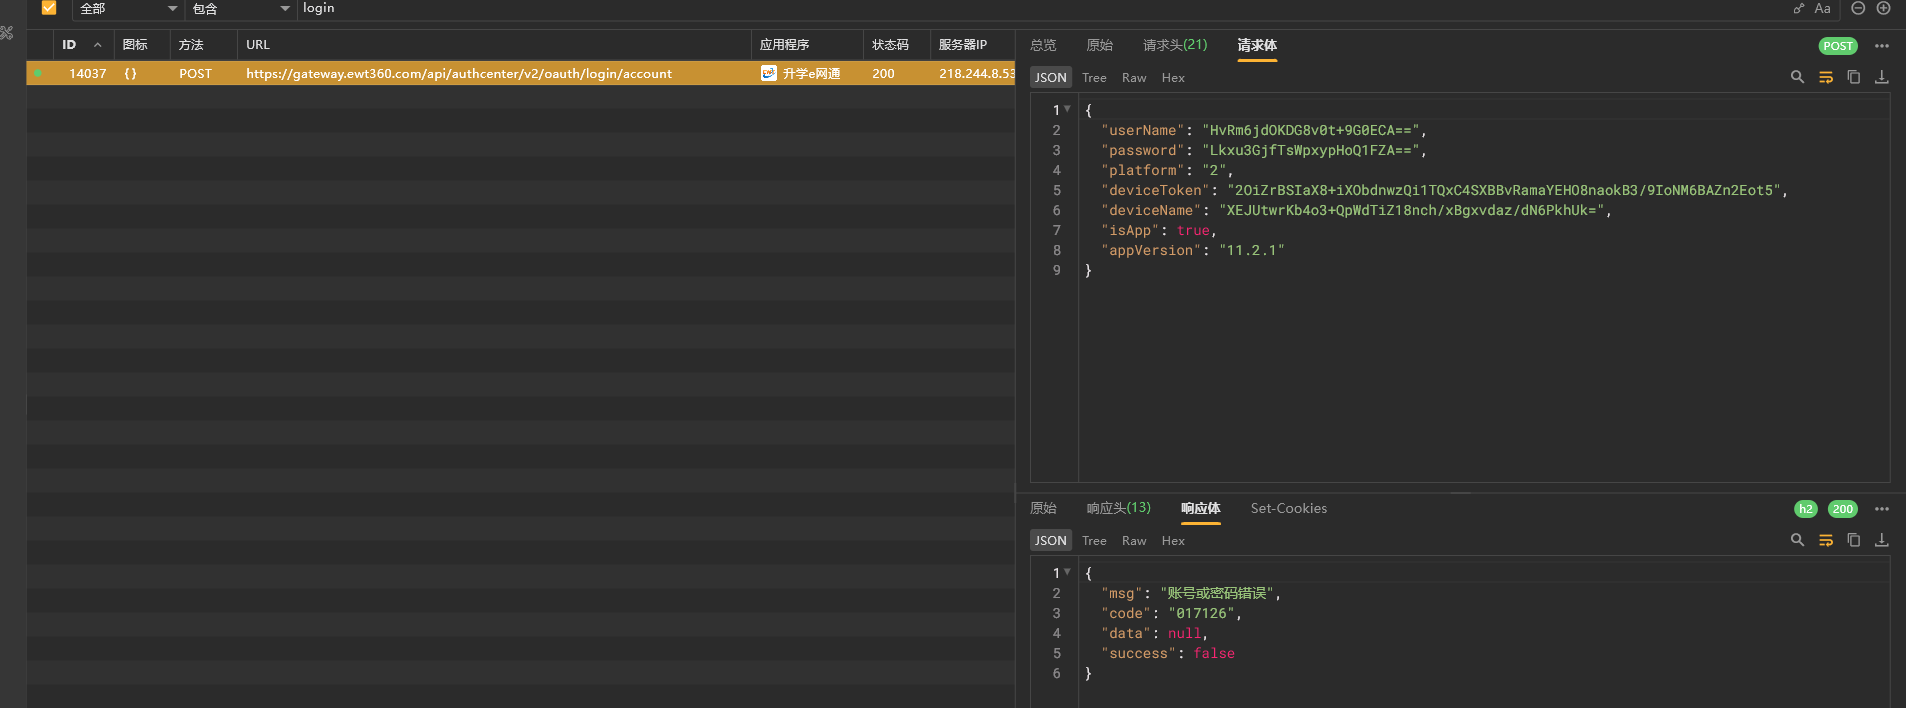 全部 包含 login Aa
ID 图标 方法 URL 应用程序 状态码 服务器IP
14037 {} POST https://gateway.ewt360.com/api/authcenter/v2/oauth/login/account 升学e网通 200 218.244.8.53
总览 原始 请求头(21) 请求体 POST
JSON Tree Raw Hex
1 {
2 "userName": "HvRm6jdOKDG8v0t+9G0ECA==",
3 "password": "Lkxu3GjfTsWpxypHoQ1FZA==",
4 "platform": "2",
5 "deviceToken": "2OiZrBSIaX8+iXObdnwzQi1TQxC4SXBBvRamaYEHO8naokB3/9IoNM6BAZn2Eot5",
6 "deviceName": "XEJUtwrKb4o3+QpWdTiZ18nch/xBgxvdaz/dN6PkhUk=",
7 "isApp": true,
8 "appVersion": "11.2.1"
9 }
原始 响应头(13) 响应体 Set-Cookies h2 200
JSON Tree Raw Hex
1 {
2 "msg": "账号或密码错误",
3 "code": "017126",
4 "data": null,
5 "success": false
6 }